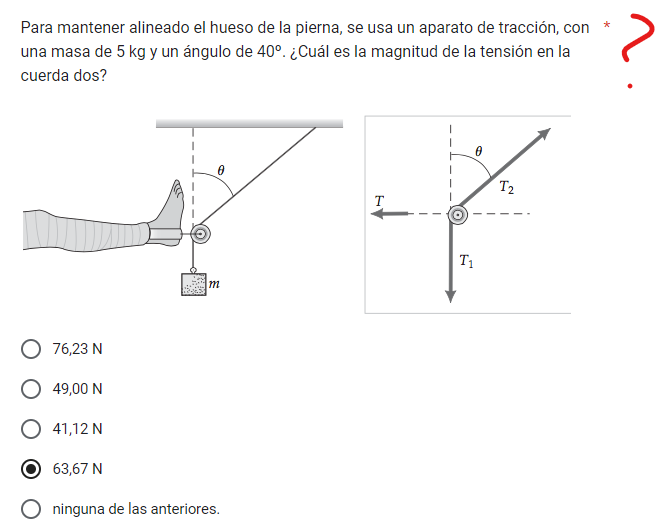 Para mantener alineado el hueso de la pierna, se usa un aparato de tracción, con *
una masa de 5 kg y un ángulo de 40º. ¿Cuál es la magnitud de la tensión en la
cuerda dos?
?
θ
m
θ
T₂
T
T₁
76,23 N
49,00 N
41,12 N
63,67 N
ninguna de las anteriores.